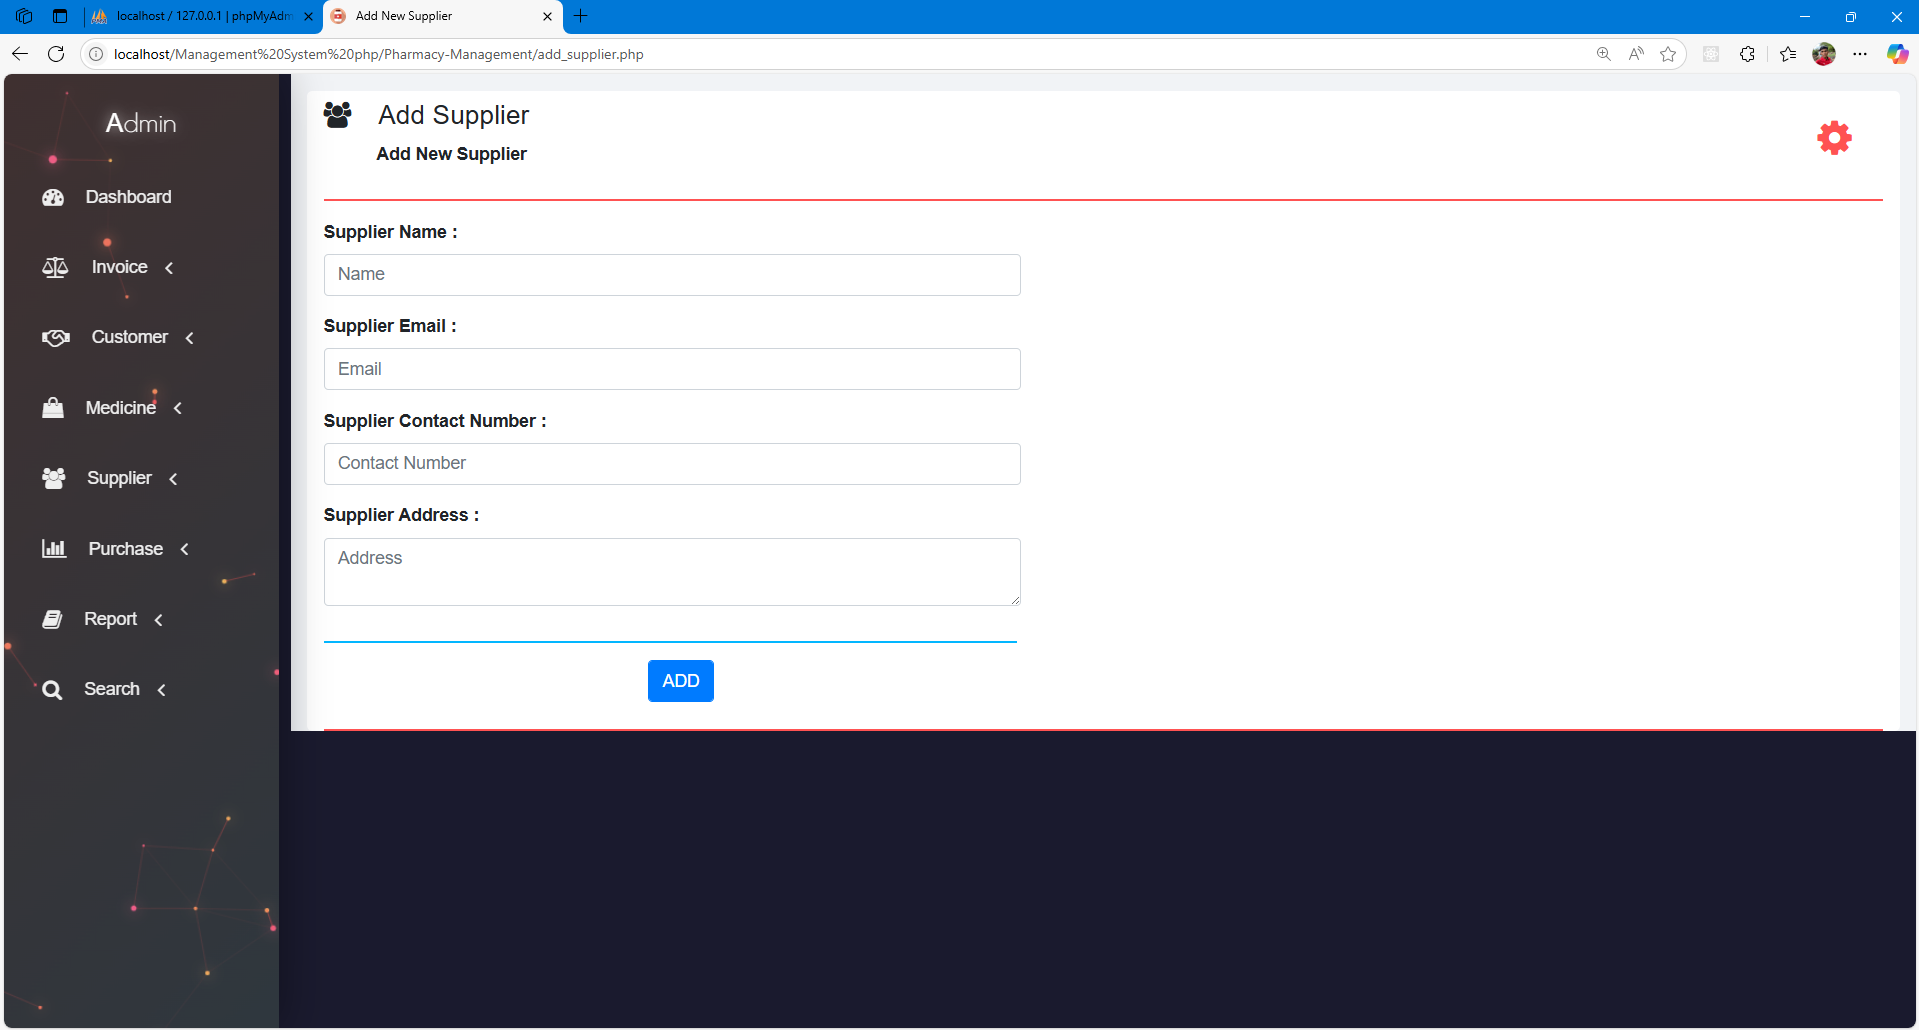 localhost / 127.0.0.1 | phpMyAdm
Add New Supplier
localhost/Management%20System%20php/Pharmacy-Management/add_supplier.php
Admin
Dashboard
Invoice
Customer
Medicine
Supplier
Purchase
Report
Search
Add Supplier
Add New Supplier
Supplier Name :
Name
Supplier Email :
Email
Supplier Contact Number :
Contact Number
Supplier Address :
Address
ADD